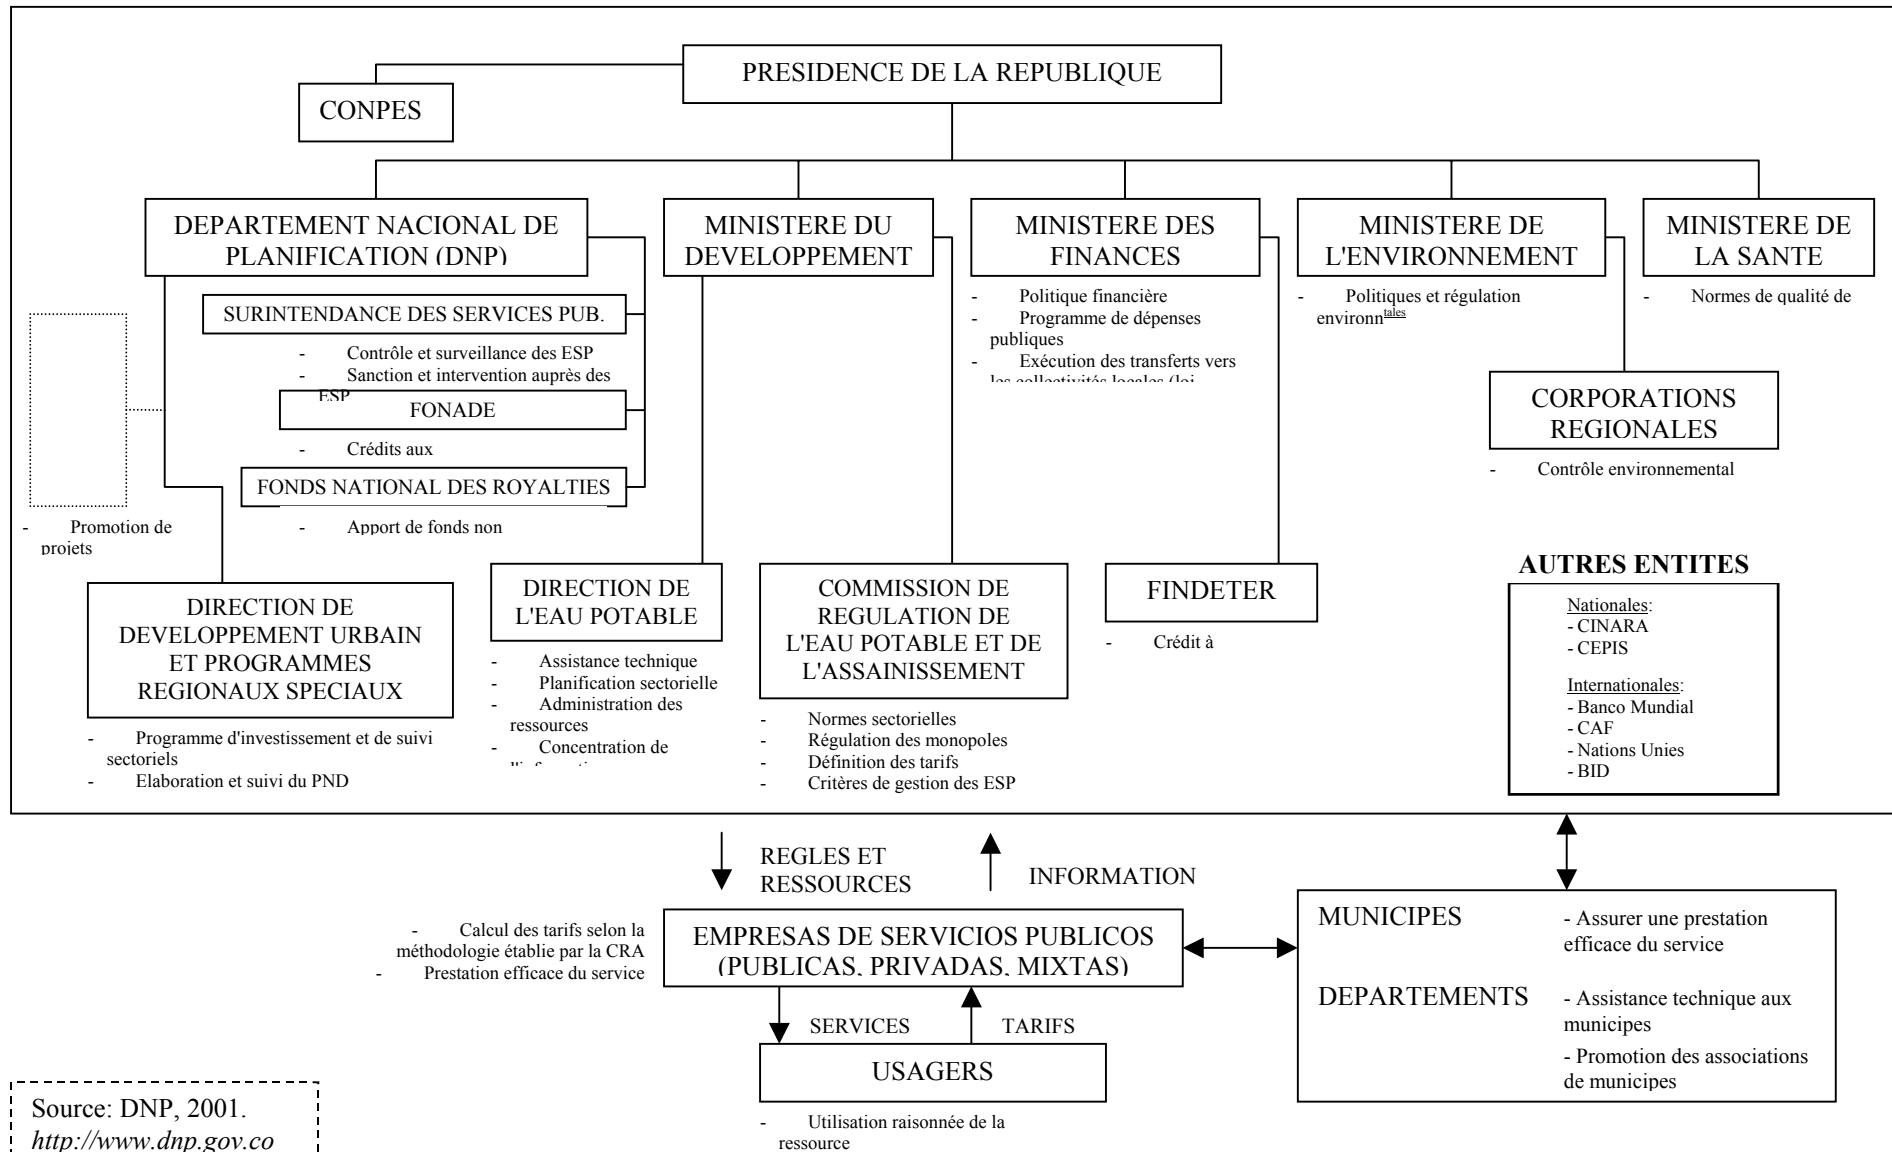 PRESIDENCE DE LA REPUBLIQUE
CONPES
DEPARTEMENT NACIONAL DE
PLANIFICATION (DNP)
MINISTERE DU
DEVELOPPEMENT
MINISTERE DES
FINANCES
MINISTERE DE
L'ENVIRONNEMENT
MINISTERE DE
LA SANTE
SURINTENDANCE DES SERVICES PUB.
- Contrôle et surveillance des ESP
- Sanction et intervention auprès des
ESP
FONADE
- Crédits aux
FONDS NATIONAL DES ROYALTIES
- Apport de fonds non
- Promotion de
projets
- Politique financière
- Programme de dépenses
publiques
- Exécution des transferts vers
les collectivités locales (loi
- Politiques et régulation
environntales
- Normes de qualité de
CORPORATIONS
REGIONALES
- Contrôle environnemental
DIRECTION DE
DEVELOPPEMENT URBAIN
ET PROGRAMMES
REGIONAUX SPECIAUX
- Programme d'investissement et de suivi
sectoriels
- Elaboration et suivi du PND
DIRECTION DE
L'EAU POTABLE
- Assistance technique
- Planification sectorielle
- Administration des
ressources
- Concentration de
COMMISSION DE
REGULATION DE
L'EAU POTABLE ET DE
L'ASSAINISSEMENT
- Normes sectorielles
- Régulation des monopoles
- Définition des tarifs
- Critères de gestion des ESP
FINDETER
- Crédit à
AUTRES ENTITES
Nationales:
- CINARA
- CEPIS
Internationales:
- Banco Mundial
- CAF
- Nations Unies
- BID
REGLES ET
RESSOURCES
INFORMATION
- Calcul des tarifs selon la
méthodologie établie par la CRA
- Prestation efficace du service
EMPRESAS DE SERVICIOS PUBLICOS
(PUBLICAS, PRIVADAS, MIXTAS)
MUNICIPES
- Assurer une prestation
efficace du service
DEPARTEMENTS
- Assistance technique aux
municipes
- Promotion des associations
de municipes
SERVICES
TARIFS
USAGERS
- Utilisation raisonnée de la
ressource
Source: DNP, 2001.
http://www.dnp.gov.co